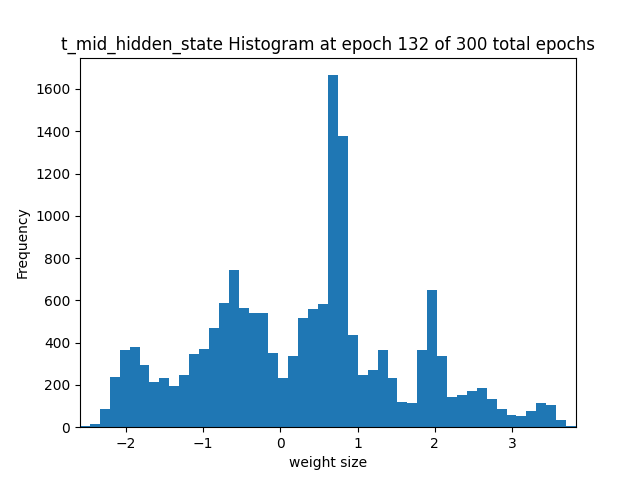 t_mid_hidden_state Histogram at epoch 132 of 300 total epochs
1600
1400
1200
1000
800
600
400
200
0
Frequency
−2 −1 0 1 2 3
weight size